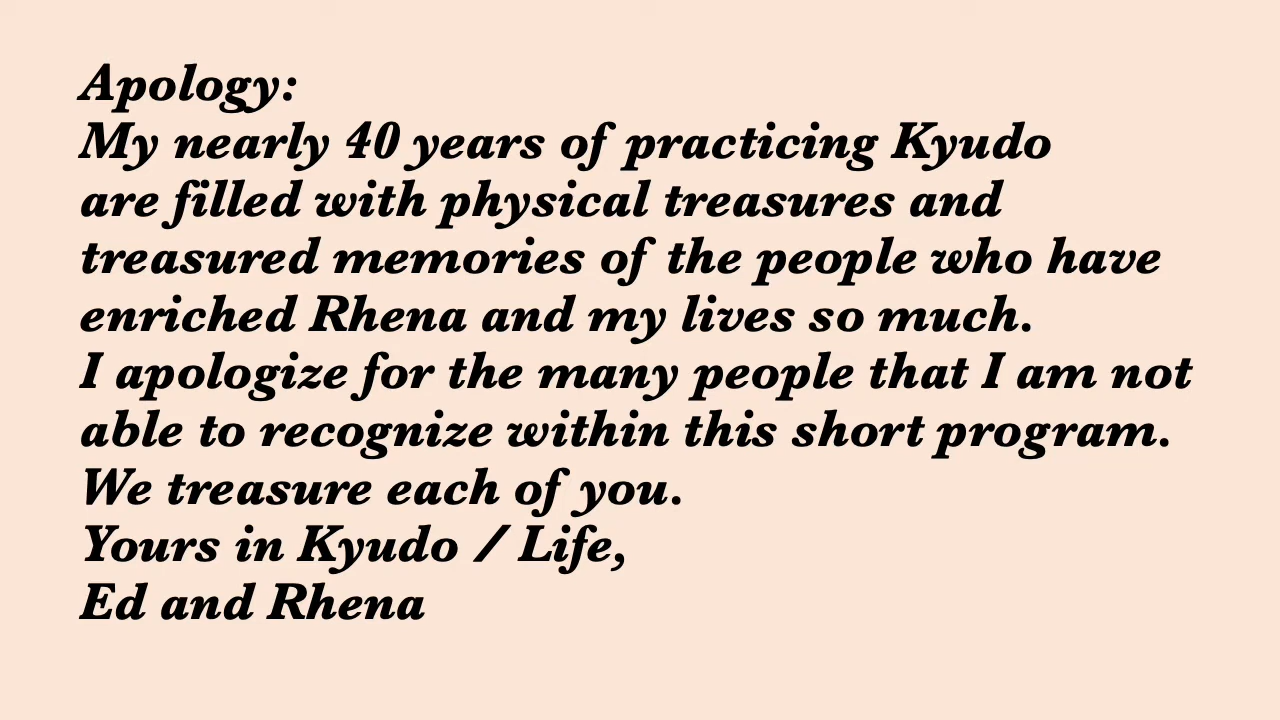 Apology:
My nearly 40 years of practicing Kyudo
are filled with physical treasures and
treasured memories of the people who have
enriched Rhena and my lives so much.
I apologize for the many people that I am not
able to recognize within this short program.
We treasure each of you.
Yours in Kyudo / Life,
Ed and Rhena